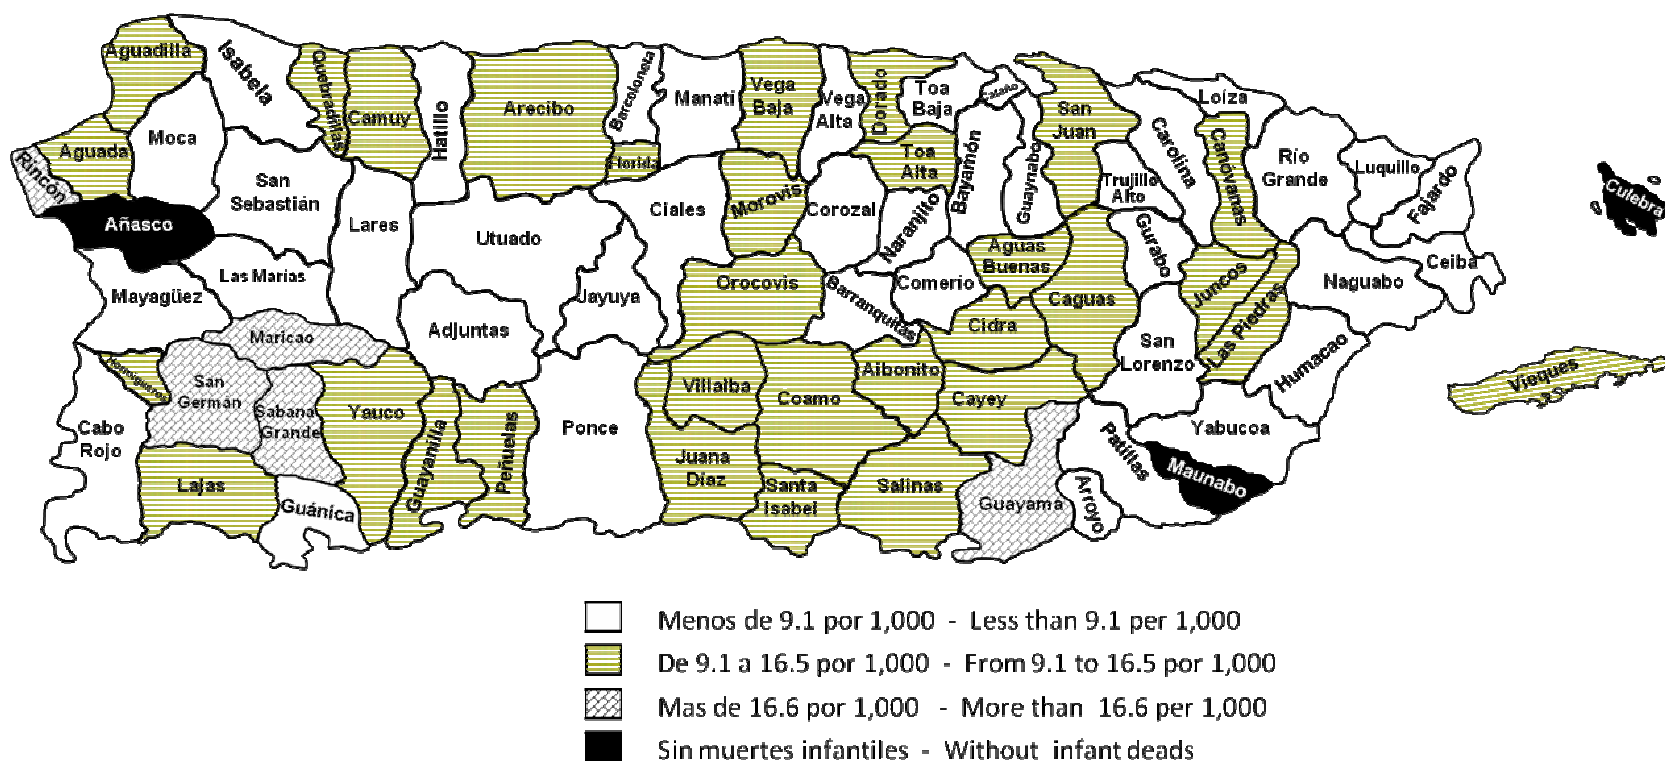 Aguadilla
Isabela
Quebradillas
Camuy
Hatillo
Arecibo
Barceloneta
Manatí
Vega
Baja
Vega
Alta
Dorado
Toa
Baja
Cataño
San
Juan
Loíza
Moca
Aguada
Rincón
Florida
Toa
Alta
Bayamón
Guaynabo
Trujillo
Alto
Carolina
Canóvanas
Río
Grande
Luquillo
Fajardo
Culebra
Añasco
San
Sebastián
Lares
Utuado
Ciales
Morovis
Corozal
Naranjito
Aguas
Buenas
Gurabo
Ceiba
Mayagüez
Las Marías
Jayuya
Orocovis
Barranquitas
Comerio
Caguas
Juncos
Las Piedras
Naguabo
Maricao
Adjuntas
Cidra
San
Lorenzo
Humacao
Hormigueros
San
Germán
Sabana
Grande
Yauco
Guayanilla
Peñuelas
Ponce
Villalba
Coamo
Aibonito
Cayey
Vieques
Cabo
Rojo
Lajas
Guánica
Juana
Díaz
Santa
Isabel
Salinas
Guayama
Arroyo
Patillas
Yabucoa
Maunabo
Menos de 9.1 por 1,000 - Less than 9.1 per 1,000
De 9.1 a 16.5 por 1,000 - From 9.1 to 16.5 por 1,000
Mas de 16.6 por 1,000 - More than 16.6 per 1,000
Sin muertes infantiles - Without infant deads